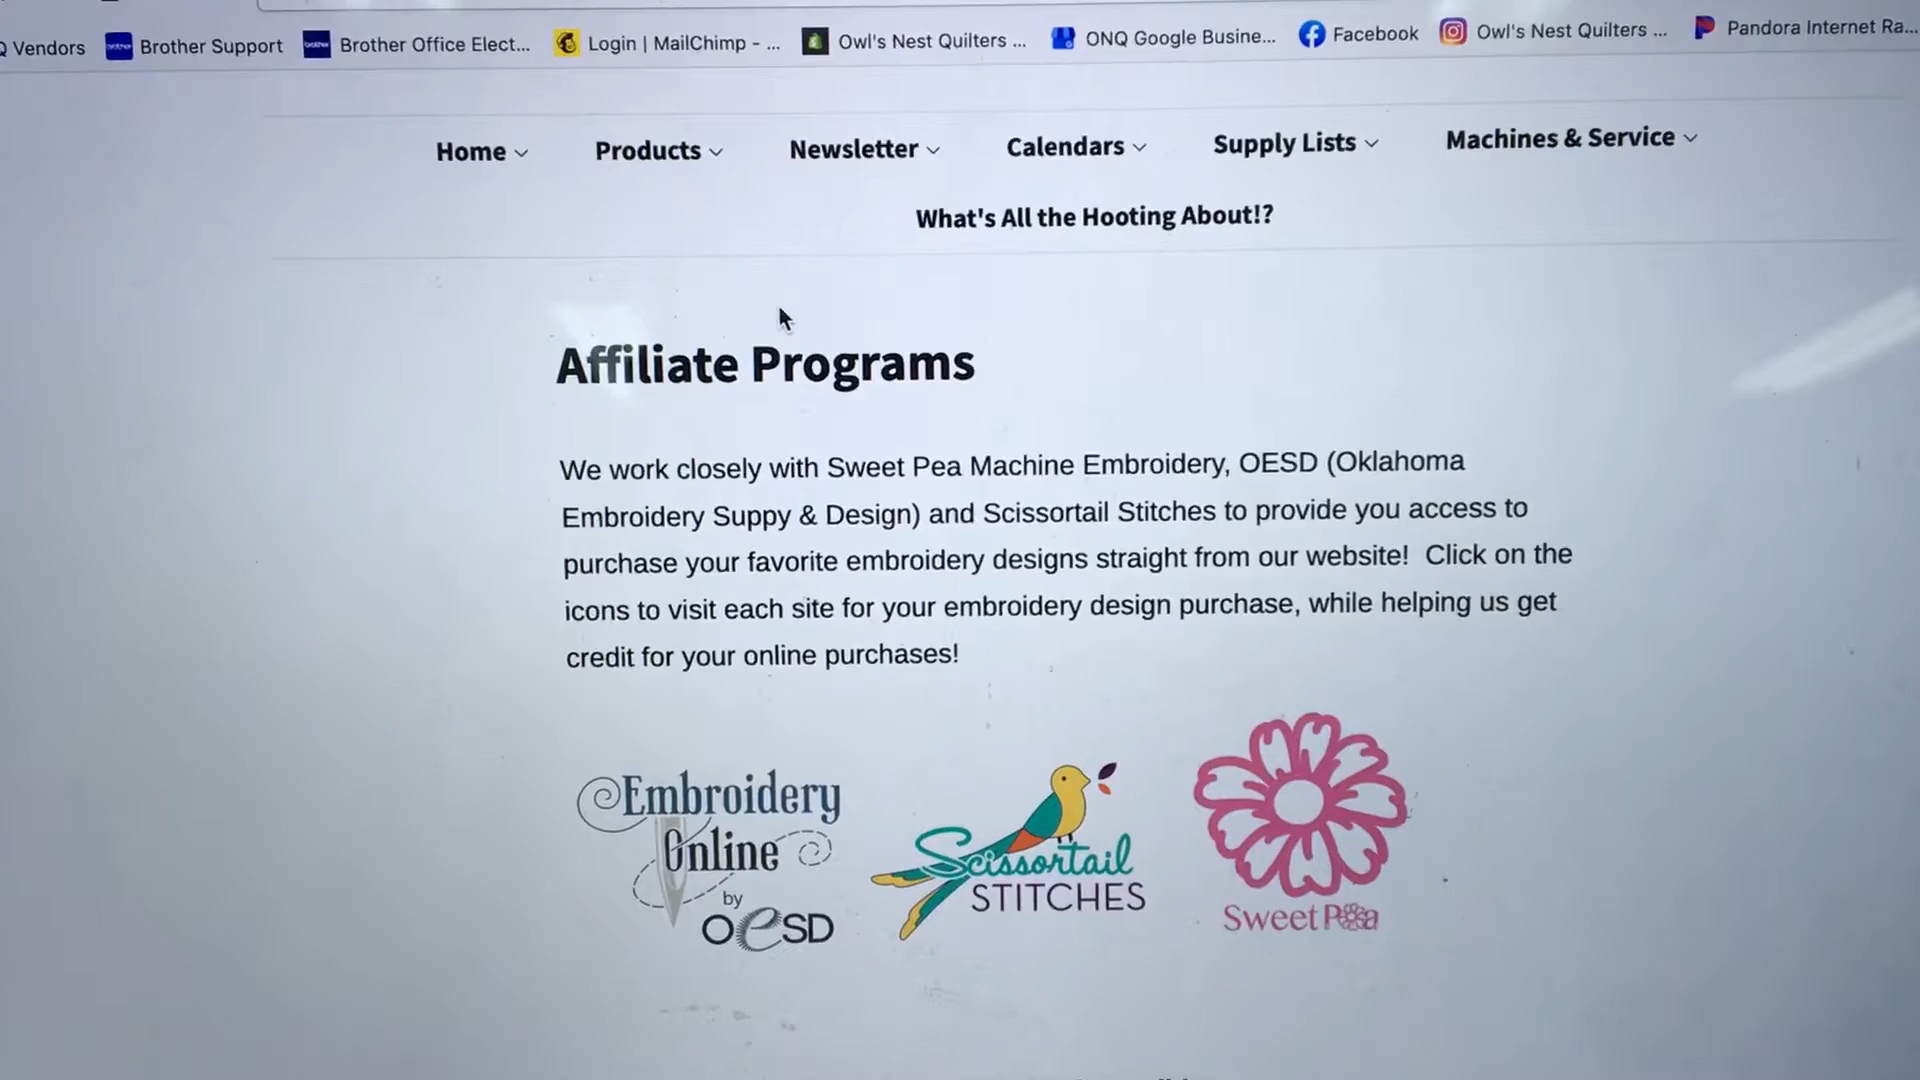 Vendors
Brother Support
Brother Office Elect...
Login | MailChimp - ...
Owl's Nest Quilters ...
ONQ Google Busine...
Facebook
Owl's Nest Quilters ...
Pandora Internet Ra...
Home
Products
Newsletter
Calendars
Supply Lists
Machines & Service
What's All the Hooting About!?
Affiliate Programs
We work closely with Sweet Pea Machine Embroidery, OESD (Oklahoma
Embroidery Suppy & Design) and Scissortail Stitches to provide you access to
purchase your favorite embroidery designs straight from our website!  Click on the
icons to visit each site for your embroidery design purchase, while helping us get
credit for your online purchases!
Embroidery
Online
by
OeSD
Scissortail
STITCHES
Sweet Pea